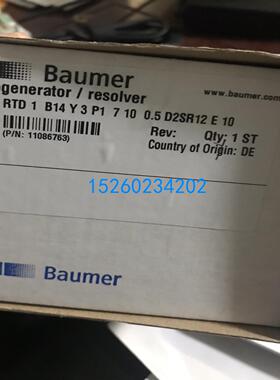 Baumer
ogenerator / resolver
www.baumer.com
RTD 1 B14 Y 3 P1 7 10 0.5 D2SR12 E 10
Rev: Qty: 1 ST
(P/N: 11086763)
Country of Origin: DE
15260234202
Baumer